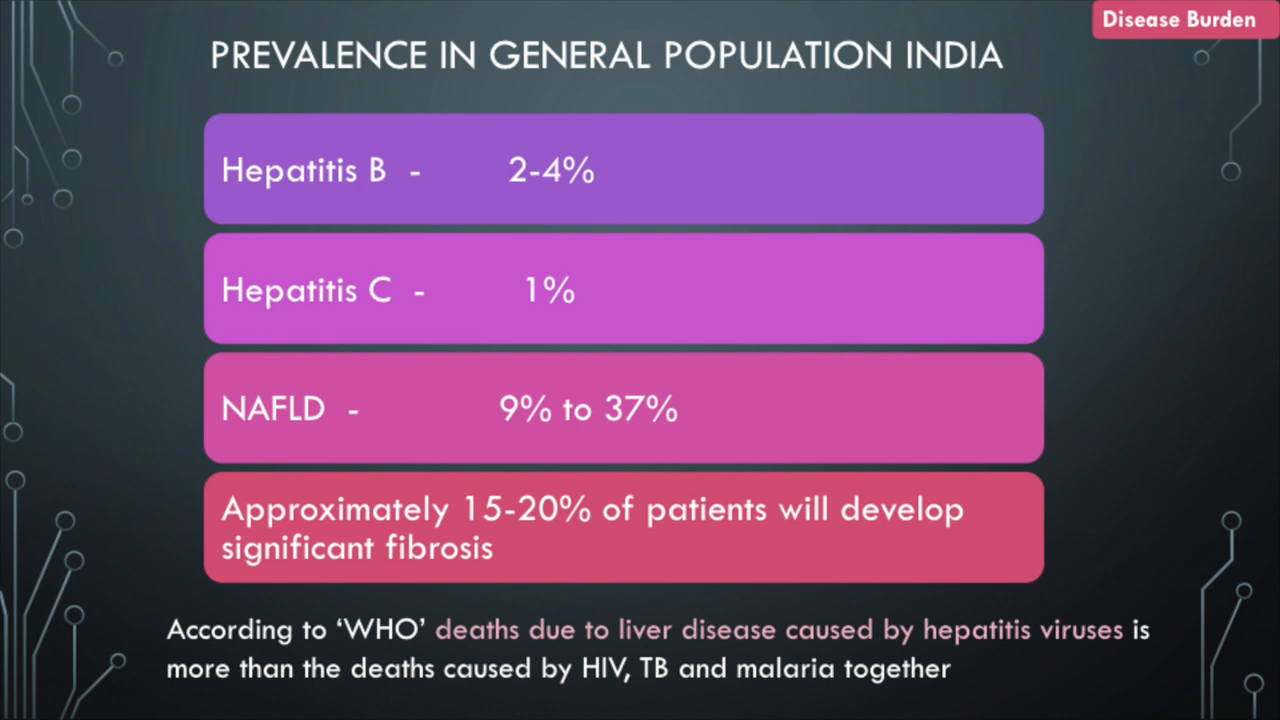 Disease Burden
PREVALENCE IN GENERAL POPULATION INDIA
Hepatitis B - 2-4%
Hepatitis C - 1%
NAFLD - 9% to 37%
Approximately 15-20% of patients will develop
significant fibrosis
According to ‘WHO’ deaths due to liver disease caused by hepatitis viruses is
more than the deaths caused by HIV, TB and malaria together